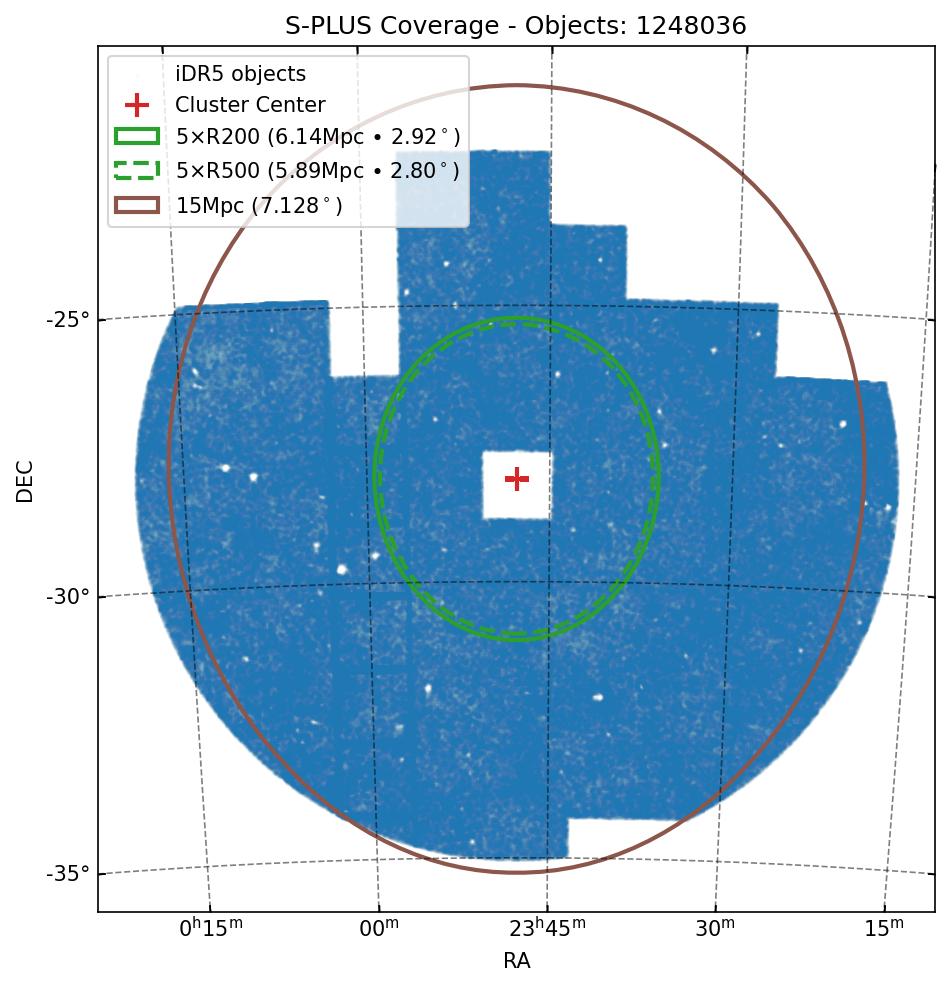 S-PLUS Coverage - Objects: 1248036
iDR5 objects
Cluster Center
5×R200 (6.14Mpc • 2.92°)
5×R500 (5.89Mpc • 2.80°)
15Mpc (7.128°)
-25°
-30°
-35°
DEC
0ʰ15ᵐ 00ᵐ 23ʰ45ᵐ 30ᵐ 15ᵐ
RA